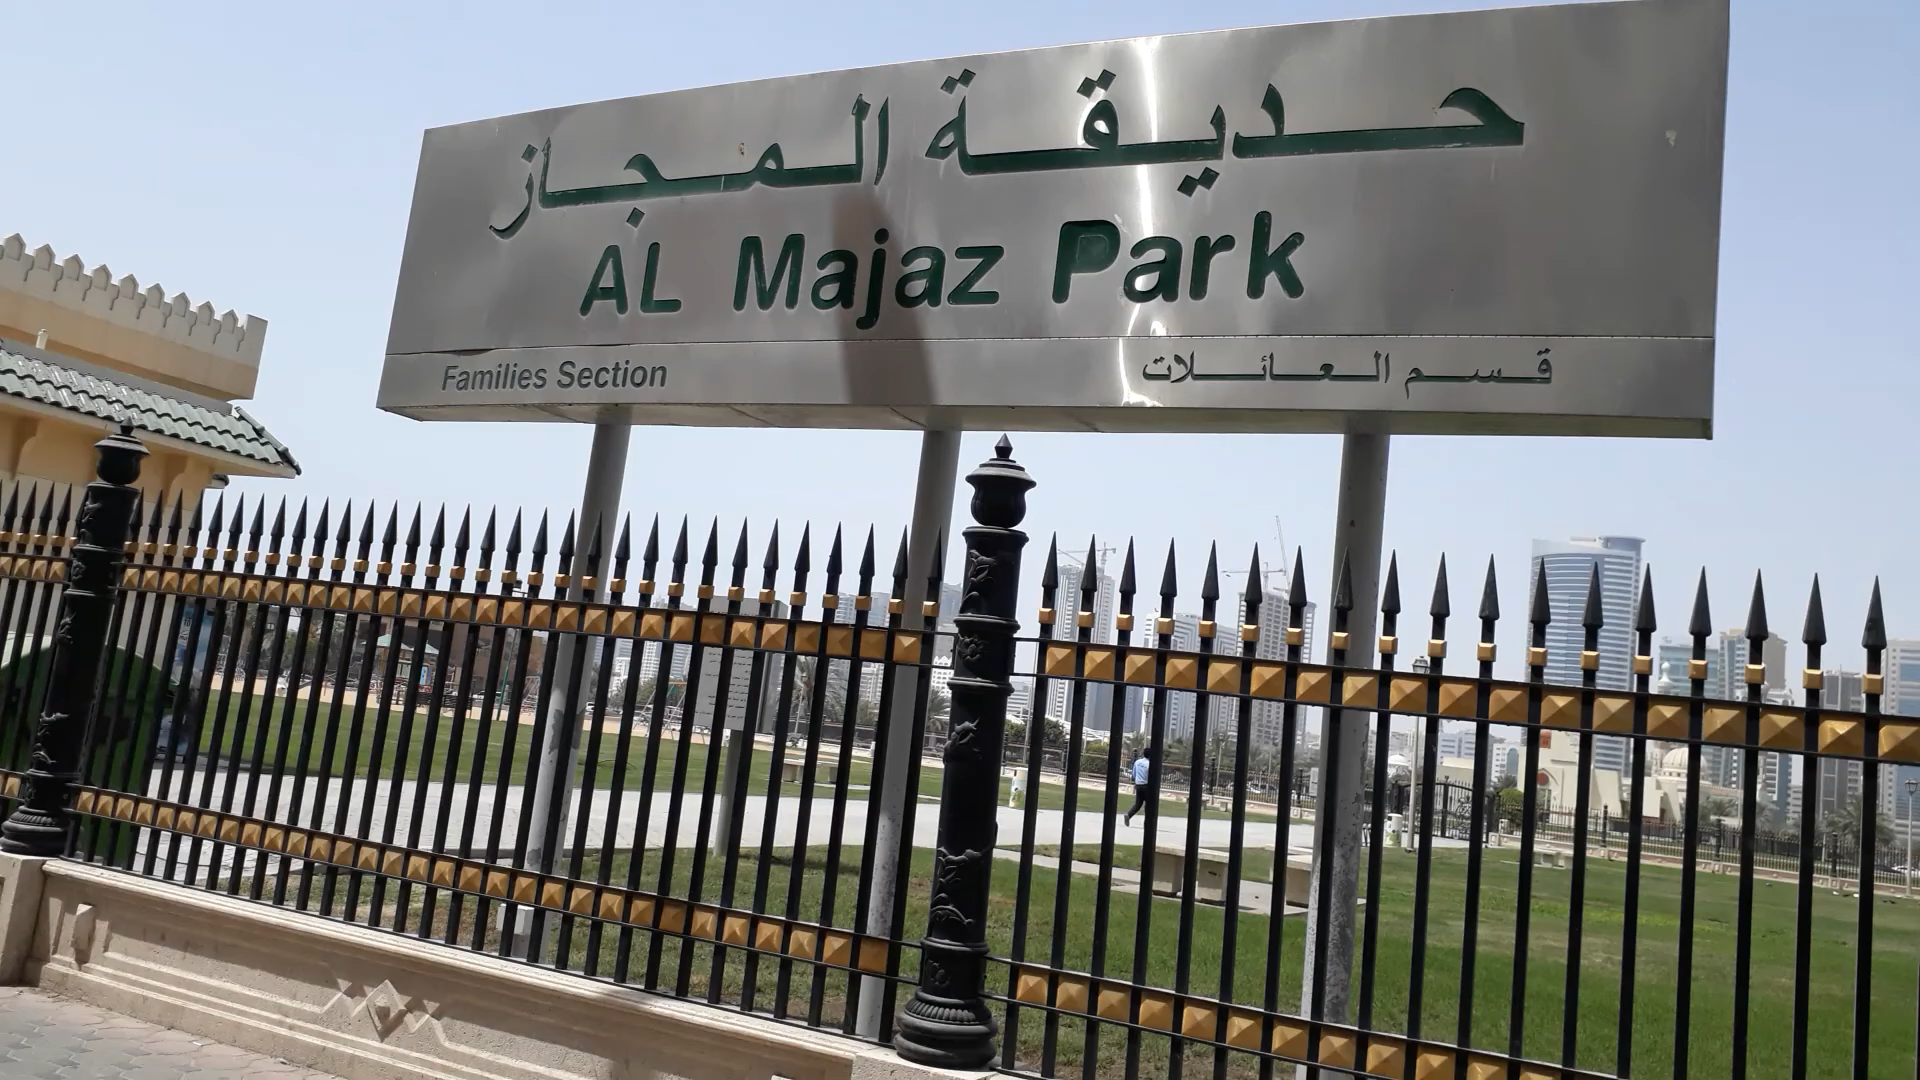 حديقة المجاز
AL Majaz Park
Families Section
قسم العائلات